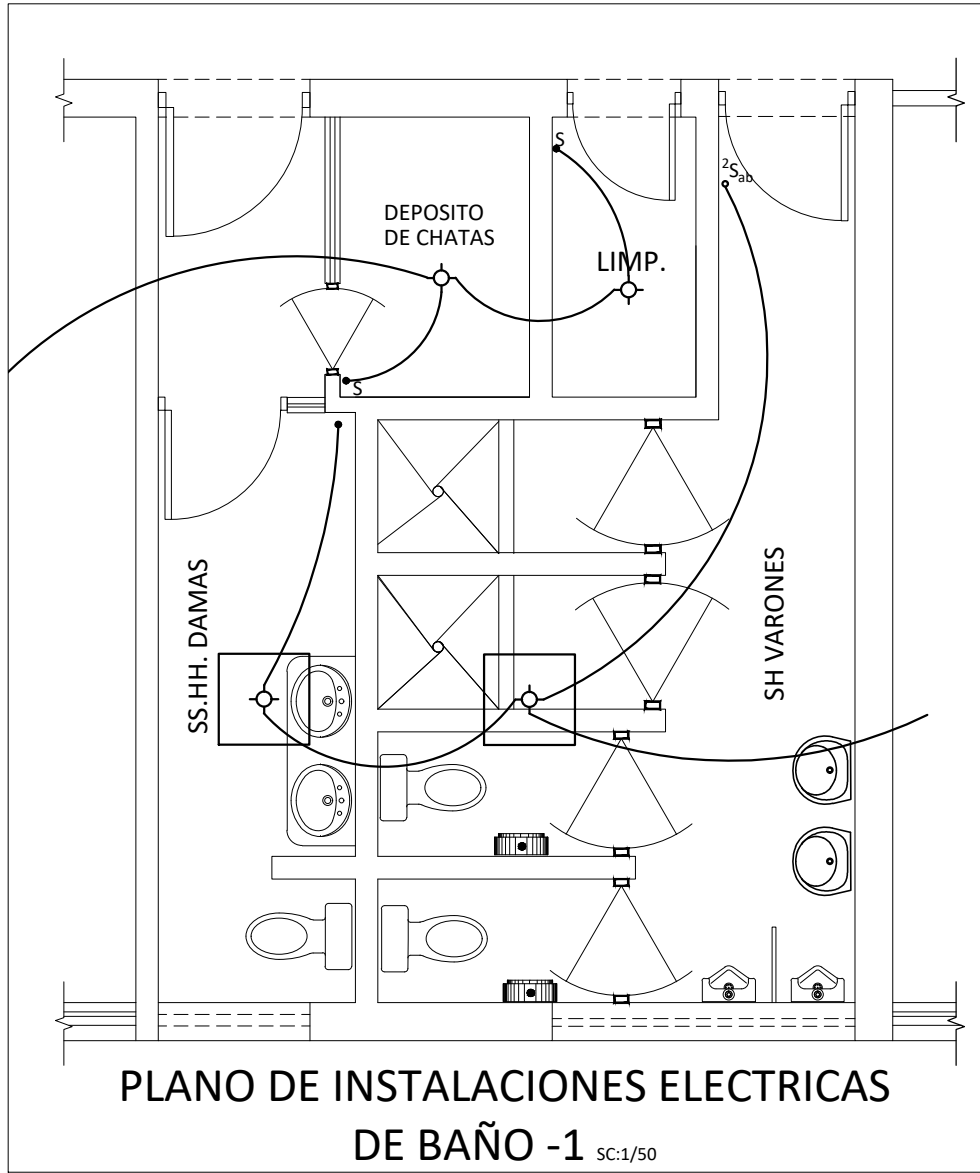 S
²Sab
DEPOSITO
DE CHATAS
LIMP.
S
SS.HH. DAMAS
SH VARONES
PLANO DE INSTALACIONES ELECTRICAS
DE BAÑO -1 SC:1/50